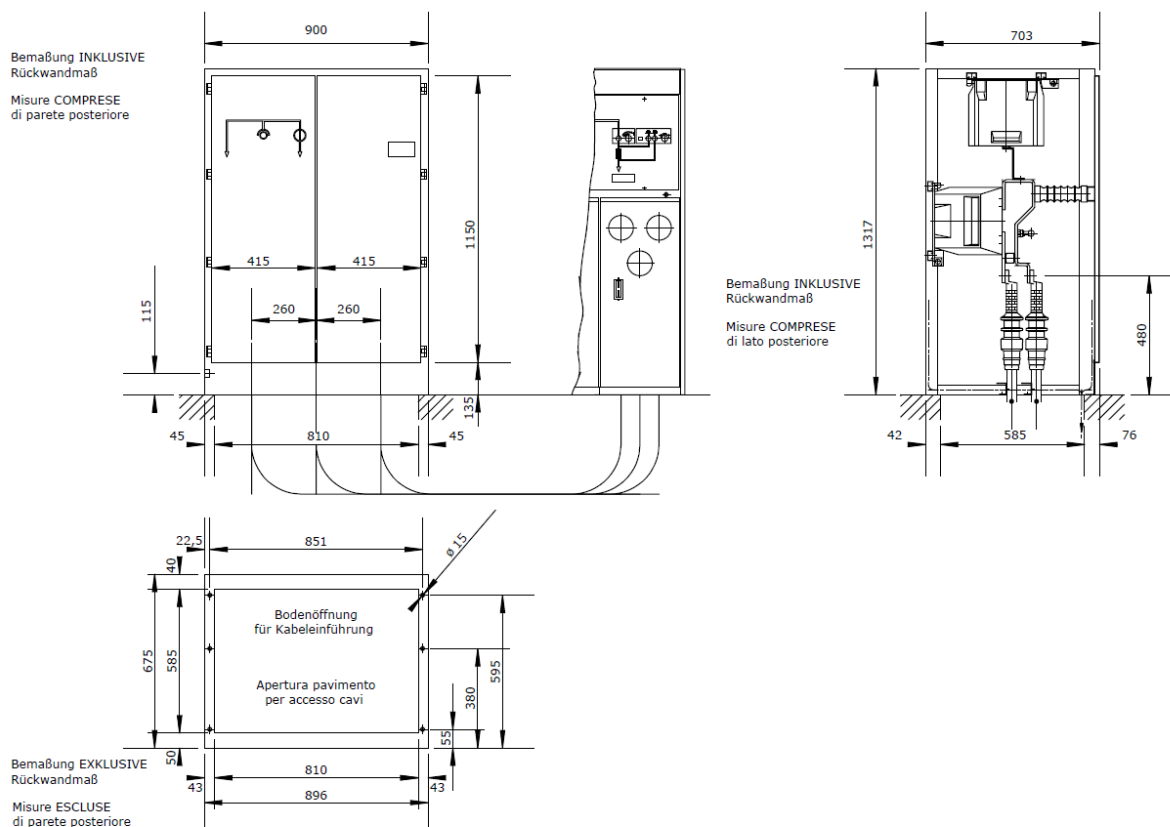 900
703
Bemaßung INKLUSIVE
Rückwandmaß
Misure COMPRESE
di parete posteriore
1150
1317
415
415
260
260
115
135
Bemaßung INKLUSIVE
Rückwandmaß
Misure COMPRESE
di lato posteriore
480
45
810
45
42
585
76
22,5
851
ø 15
40
675
585
50
Bodenöffnung
für Kabeleinführung
Apertura pavimento
per accesso cavi
595
380
55
Bemaßung EXKLUSIVE
Rückwandmaß
Misure ESCLUSE
di parete posteriore
43
810
43
896